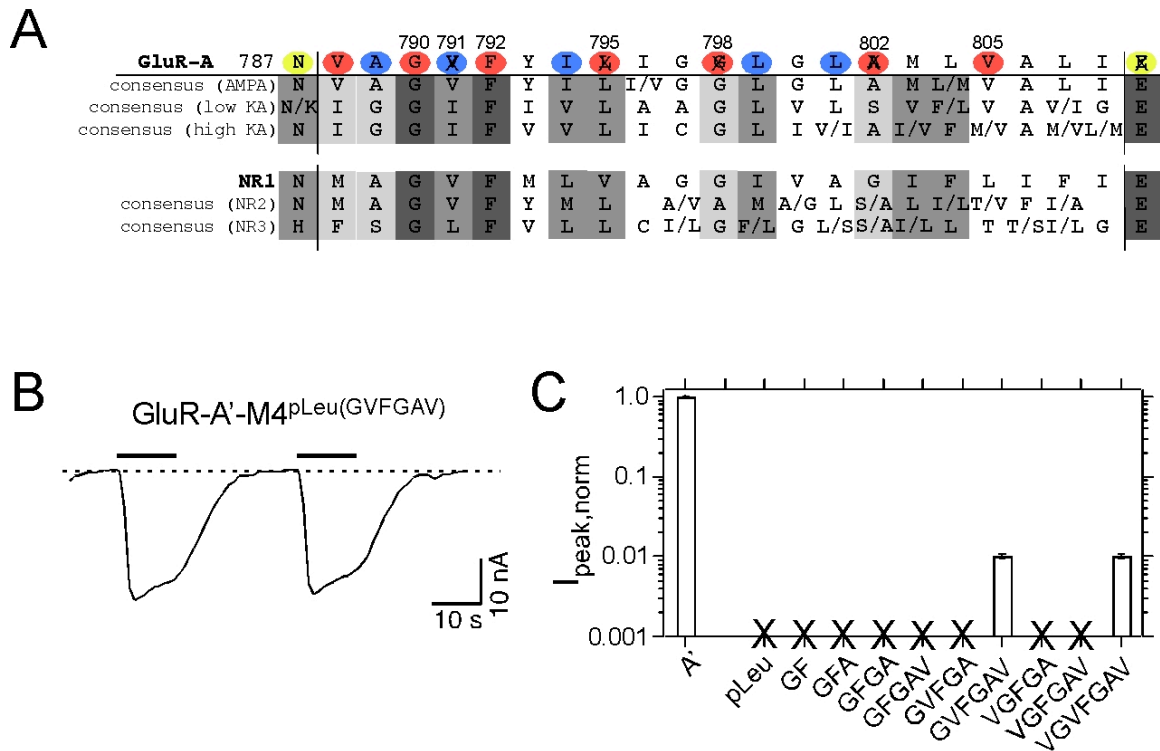 A
790 791 792 795 798 802 805
GluR-A 787 N V A G V F Y I L I G G L G L A M L V A L I E
consensus (AMPA) N V A G V F Y I L I/V G G L G L A M L/M V A L I E
consensus (low KA) N/K I G G I F I V L A A G L V L S V F/L V A V/I G E
consensus (high KA) N I G G I F V V L I C G L I V/I A I/V F M/V A M/V L/M E
NR1 N M A G V F M L V A G G I V A G I F L I F I E
consensus (NR2) N M A G V F Y M L A/V A M A/G L S/A L I/L T/V F I/A E
consensus (NR3) H F S G L F V L L C I/L G F/L G L/S S/A I/L L T T/S I/L G E
B
GluR-A'-M4pLeu(GVFGAV)
10 nA
10 s
C
Ipeak,norm
1.0
0.1
0.01
0.001
X X X X X X X X
A' pLeu GF GFA GFGA GFGAV GVFGA GVFGAV VGFGA VGFGAV VGVFGAV